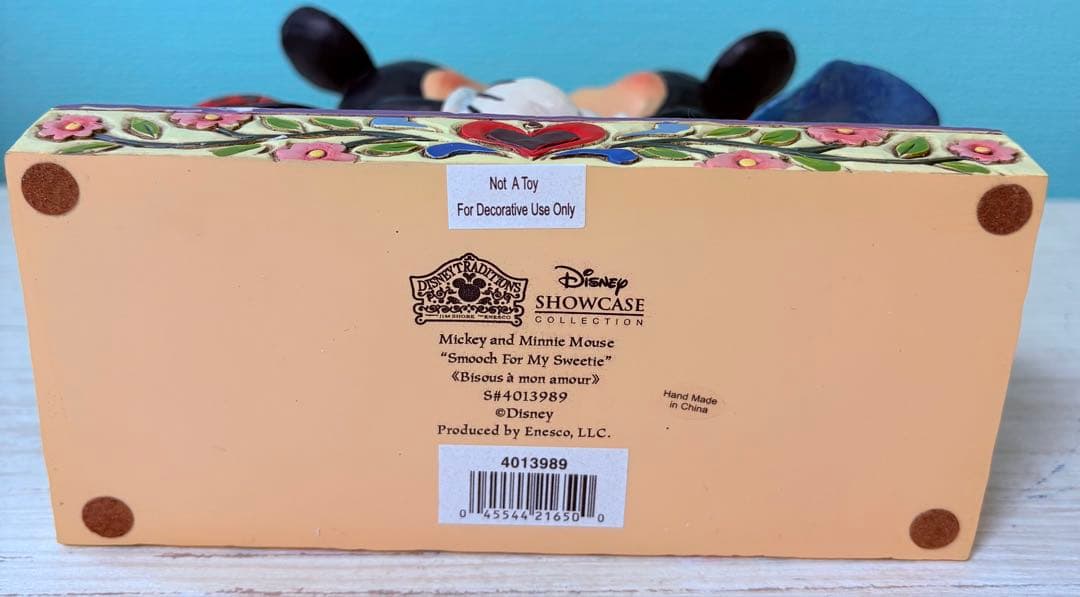 Not A Toy
For Decorative Use Only
DISNEY TRADITIONS
JIM SHORE ENESCO
Disney
SHOWCASE
COLLECTION
Mickey and Minnie Mouse
“Smooch For My Sweetie”
《Bisous à mon amour》
S#4013989
©Disney
Produced by Enesco, LLC.
Hand Made
in China
4013989
0 45544 21650 0